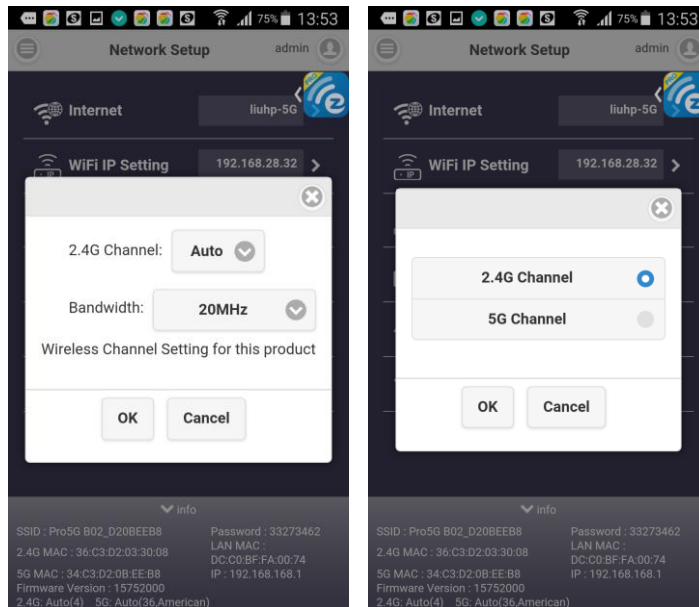 75% 13:53
Network Setup admin
Internet liuhp-5G
WiFi IP Setting 192.168.28.32
2.4G Channel: Auto
Bandwidth: 20MHz
Wireless Channel Setting for this product
OK Cancel
info
SSID : Pro5G B02_D20BEEB8 Password : 33273462
2.4G MAC : 36:C3:D2:03:30:08 LAN MAC :
DC:C0:BF:FA:00:74
5G MAC : 34:C3:D2:0B:EE:B8 IP : 192.168.168.1
Firmware Version : 15752000
2.4G: Auto(4) 5G: Auto(36,American)
75% 13:53
Network Setup admin
Internet liuhp-5G
WiFi IP Setting 192.168.28.32
2.4G Channel
5G Channel
OK Cancel
info
SSID : Pro5G B02_D20BEEB8 Password : 33273462
2.4G MAC : 36:C3:D2:03:30:08 LAN MAC :
DC:C0:BF:FA:00:74
5G MAC : 34:C3:D2:0B:EE:B8 IP : 192.168.168.1
Firmware Version : 15752000
2.4G: Auto(4) 5G: Auto(36,American)